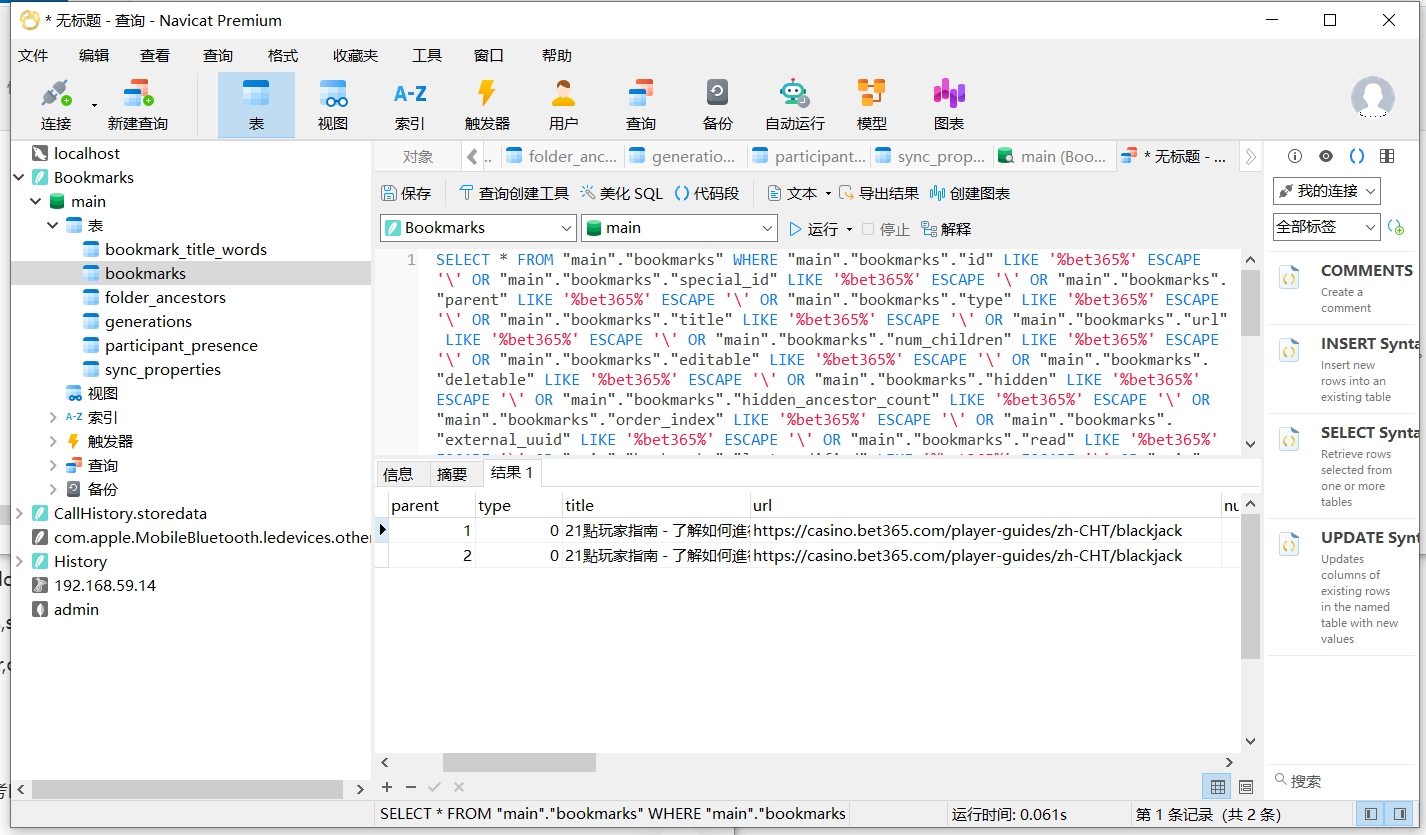 * 无标题 - 查询 - Navicat Premium
文件 编辑 查看 查询 格式 收藏夹 工具 窗口 帮助
连接 新建查询 表 视图 A-Z 索引 触发器 用户 查询 备份 自动运行 模型 图表
localhost
Bookmarks
main
表
bookmark_title_words
bookmarks
folder_ancestors
generations
participant_presence
sync_properties
视图
A-Z 索引
触发器
查询
备份
CallHistory.storedata
com.apple.MobileBluetooth.ledevices.other
History
192.168.59.14
admin
对象 .. folder_anc... generatio... participant... sync_prop... main (Boo... * 无标题 - ...
保存 查询创建工具 美化 SQL () 代码段 文本 导出结果 创建图表
Bookmarks main 运行 停止 解释
1 SELECT * FROM "main"."bookmarks" WHERE "main"."bookmarks"."id" LIKE '%bet365%' ESCAPE
'\' OR "main"."bookmarks"."special_id" LIKE '%bet365%' ESCAPE '\' OR "main"."bookmarks".
"parent" LIKE '%bet365%' ESCAPE '\' OR "main"."bookmarks"."type" LIKE '%bet365%' ESCAPE
'\' OR "main"."bookmarks"."title" LIKE '%bet365%' ESCAPE '\' OR "main"."bookmarks"."url"
LIKE '%bet365%' ESCAPE '\' OR "main"."bookmarks"."num_children" LIKE '%bet365%' ESCAPE
'\' OR "main"."bookmarks"."editable" LIKE '%bet365%' ESCAPE '\' OR "main"."bookmarks".
"deletable" LIKE '%bet365%' ESCAPE '\' OR "main"."bookmarks"."hidden" LIKE '%bet365%'
ESCAPE '\' OR "main"."bookmarks"."hidden_ancestor_count" LIKE '%bet365%' ESCAPE '\' OR
"main"."bookmarks"."order_index" LIKE '%bet365%' ESCAPE '\' OR "main"."bookmarks".
"external_uuid" LIKE '%bet365%' ESCAPE '\' OR "main"."bookmarks"."read" LIKE '%bet365%'
信息 摘要 结果 1
parent type title url nu
1 0 21點玩家指南 - 了解如何進行 https://casino.bet365.com/player-guides/zh-CHT/blackjack
2 0 21點玩家指南 - 了解如何進行 https://casino.bet365.com/player-guides/zh-CHT/blackjack
SELECT * FROM "main"."bookmarks" WHERE "main"."bookmarks 运行时间: 0.061s 第 1 条记录 (共 2 条)
我的连接
全部标签
COMMENTS
Create a
comment
INSERT Synta
Insert new
rows into an
existing table
SELECT Synta
Retrieve rows
selected from
one or more
tables
UPDATE Synt
Updates
columns of
existing rows
in the named
table with new
values
搜索